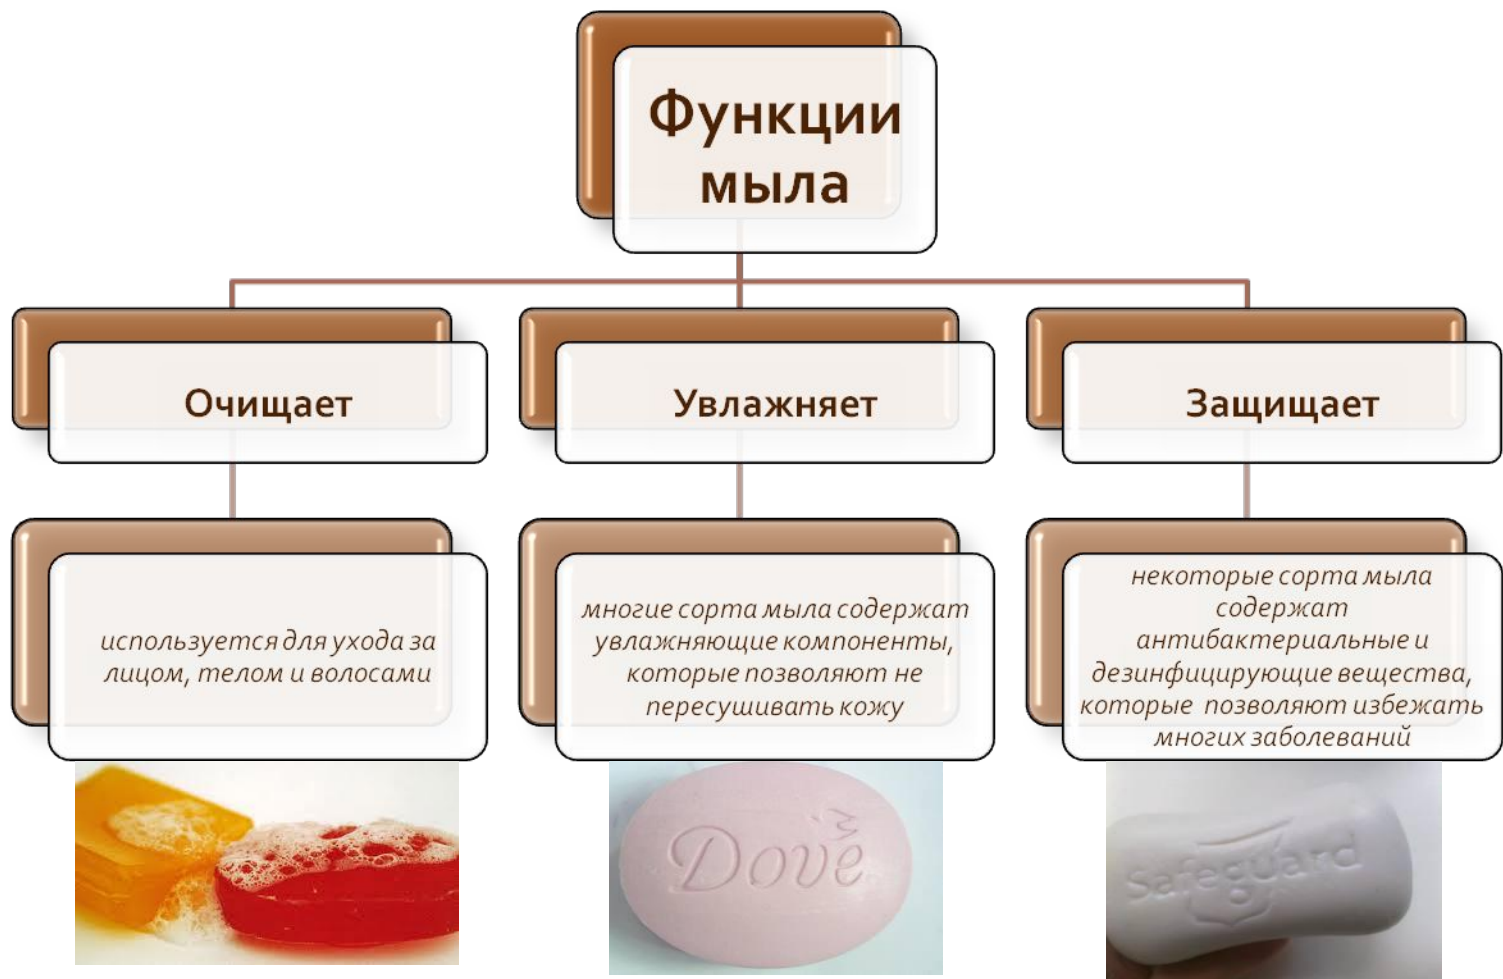 Функции
мыла
Очищает
Увлажняет
Защищает
используется для ухода за
лицом, телом и волосами
многие сорта мыла содержат
увлажняющие компоненты,
которые позволяют не
пересушивать кожу
некоторые сорта мыла
содержат
антибактериальные и
дезинфицирующие вещества,
которые позволяют избежать
многих заболеваний
Dove
Safeguard